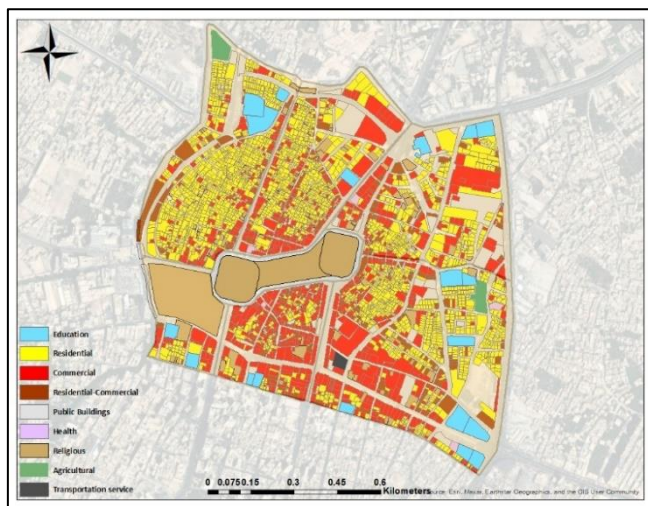 Education
Residential
Commercial
Residential-Commercial
Public Buildings
Health
Religious
Agricultural
Transportation service
0 0.075 0.15 0.3 0.45 0.6
Kilometers
Source: Esri, Maxar, Earthstar Geographics, and the GIS User Community